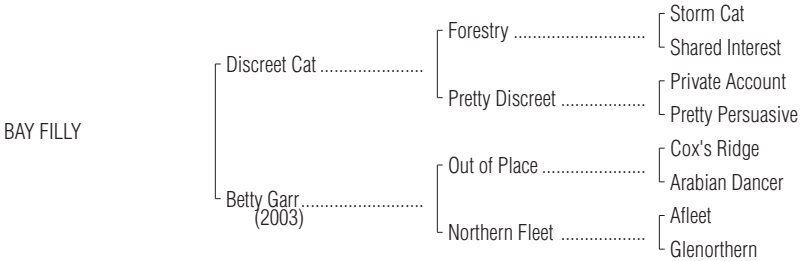 Storm Cat
Forestry ............................
Shared Interest
Discreet Cat ......................
Private Account
Pretty Discreet ..................
Pretty Persuasive
BAY FILLY
Cox's Ridge
Out of Place ......................
Arabian Dancer
Betty Garr..........................
(2003)
Afleet
Northern Fleet ..................
Glenorthern